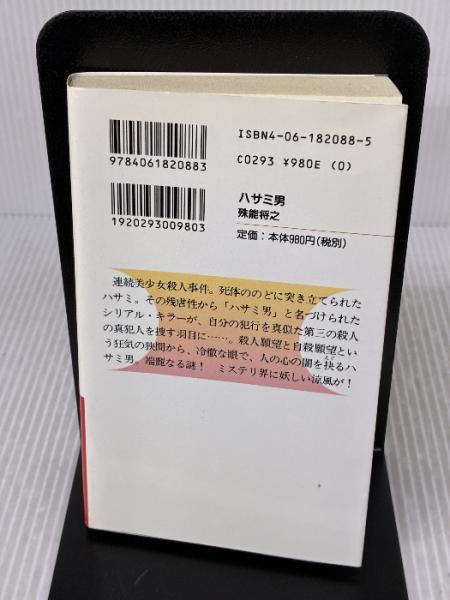 ISBN4-06-182088-5
C0293 ¥980E (0)
9784061820883
ハサミ男
殊能将之
定価：本体980円（税別）
1920293009803
連続美少女殺人事件。死体ののどに突き立てられた
ハサミ。その残虐性から「ハサミ男」と名づけられた
シリアル・キラーが、自分の犯行を真似た第三の殺人
の真犯人を捜す羽目に……。殺人願望と自殺願望とい
う狂気の狭間から、冷徹な眼で、人の心の闇を抉るハ
サミ男。端麗なる謎！　ミステリ界に妖しい涼風が！